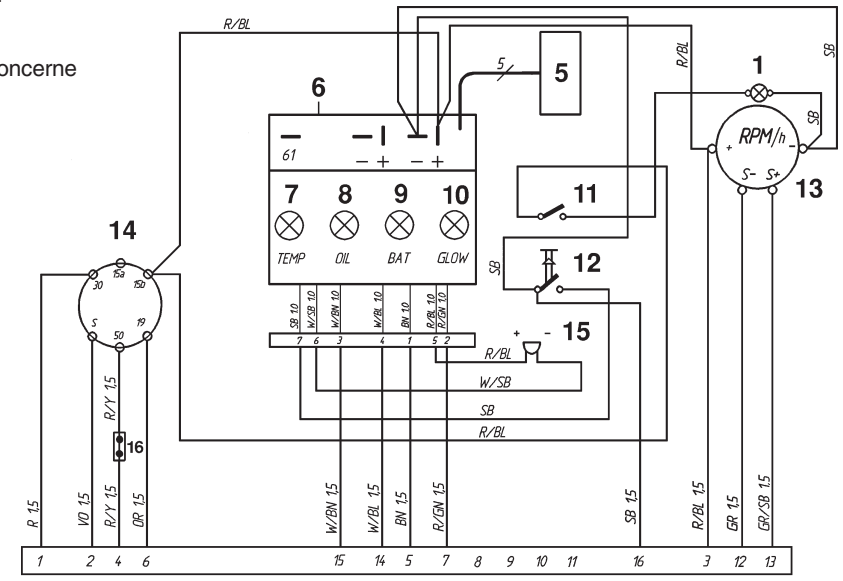 oncerne
R/BL
SB
R/BL
5
5
1
6
SB
RPM/h
+
-
61
- +
- +
S- S+
13
7
8
9
10
11
14
TEMP
OIL
BAT
GLOW
12
SB
15a
30
15b
SB 1.0
W/SB 1.0
W/BN 1.0
W/BL 1.0
BN 1.0
R/BL 1.0
R/GN 1.0
S
19
50
+ -
15
7 6 3 4 1 5 2
R/BL
W/SB
R/Y 1,5
SB
R/BL
16
R 1,5
VO 1,5
R/Y 1,5
OR 1,5
W/BN 1,5
W/BL 1,5
BN 1,5
R/GN 1,5
SB 1,5
R/BL 1,5
GR 1,5
GR/SB 1,5
1 2 4 6 15 14 5 7 8 9 10 11 16 3 12 13